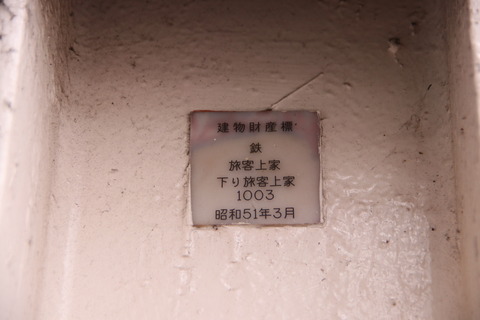 建物財産標
鉄
旅客上家
下り旅客上家
1003
昭和51年3月